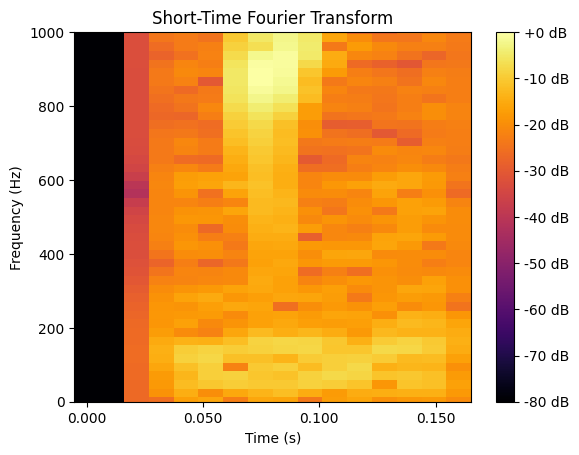 Short-Time Fourier Transform
1000
800
600
400
200
0
Frequency (Hz)
0.000
0.050
0.100
0.150
Time (s)
+0 dB
-10 dB
-20 dB
-30 dB
-40 dB
-50 dB
-60 dB
-70 dB
-80 dB